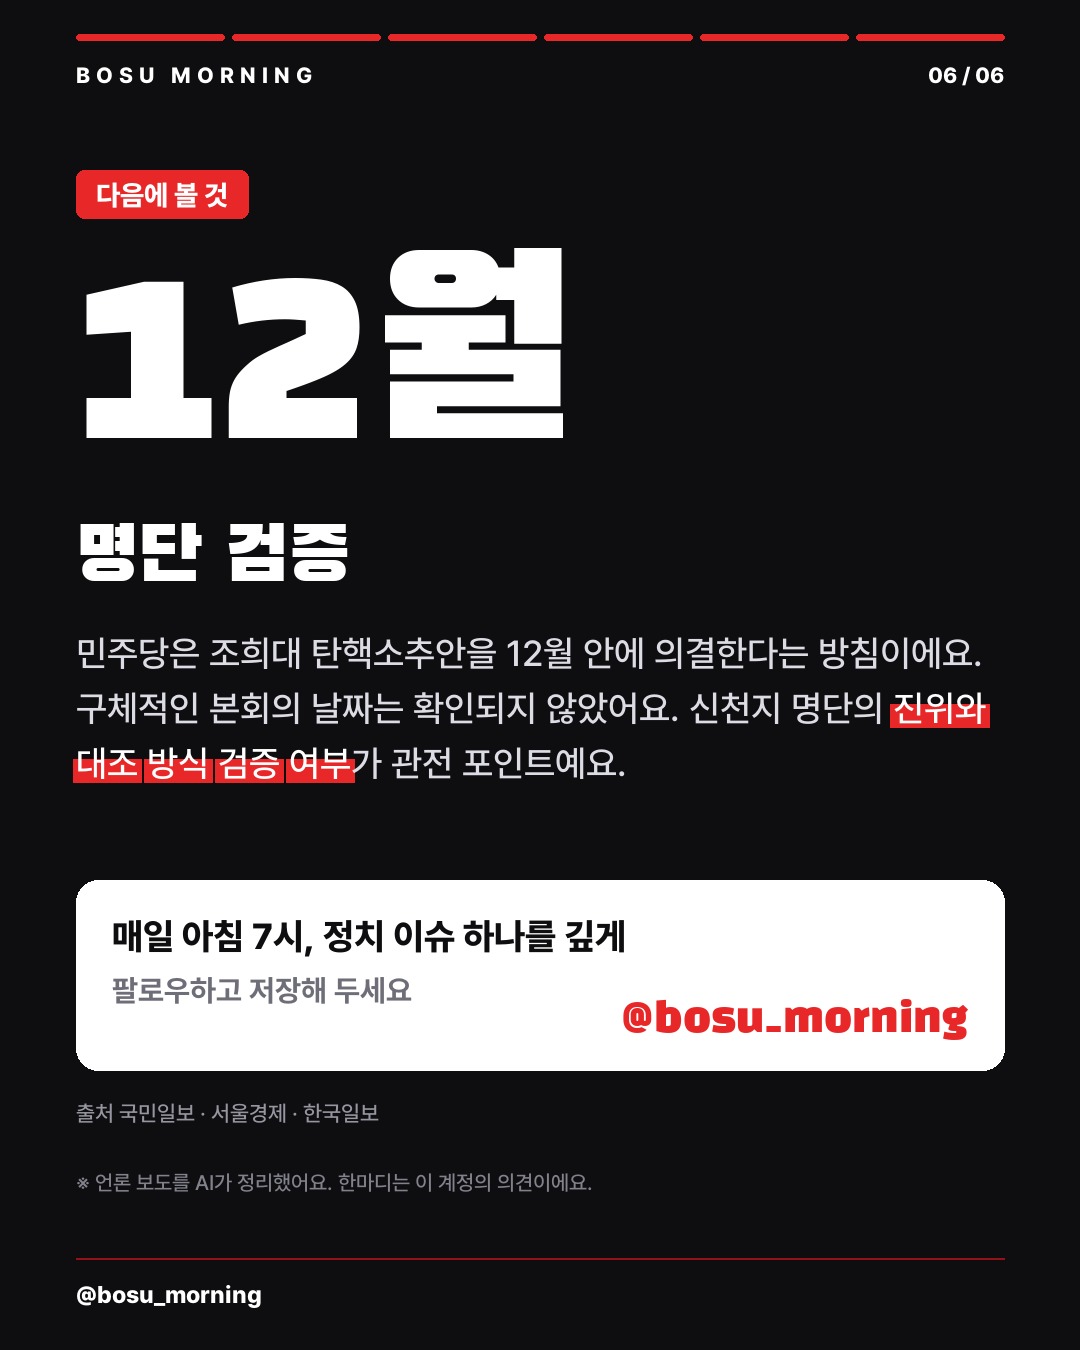 BOSU MORNING
06 / 06
다음에 볼 것
12월
명단 검증
민주당은 조희대 탄핵소추안을 12월 안에 의결한다는 방침이에요.
구체적인 본회의 날짜는 확인되지 않았어요. 신천지 명단의 진위와
대조 방식 검증 여부가 관전 포인트예요.
매일 아침 7시, 정치 이슈 하나를 깊게
팔로우하고 저장해 두세요
@bosu_morning
출처 국민일보 · 서울경제 · 한국일보
※ 언론 보도를 AI가 정리했어요. 한마디는 이 계정의 의견이에요.
@bosu_morning